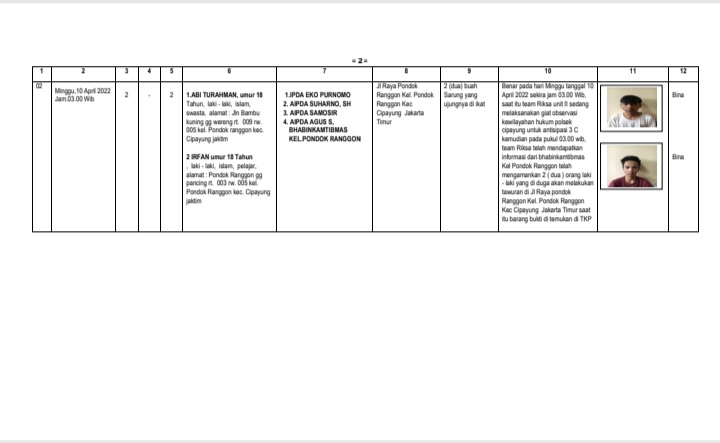 = 2 =
1 2 3 4 5 6 7 8 9 10 11 12
02
Minggu,10 April 2022
Jam.03.00 Wib
2
-
2
1.ABI TURAHMAN, umur 18
Tahun, laki - laki, islam,
swasta, alamat : Jln Bambu
kuning gg wereng rt. 009 rw.
005 kel. Pondok ranggon kec.
Cipayung jaktim
2 IRFAN umur 18 Tahun
, laki - laki, islam, pelajar,
alamat : Pondok Ranggon gg
pancing rt. 003 rw. 005 kel.
Pondok Ranggon kec. Cipayung
jaktim
1.IPDA EKO PURNOMO
2. AIPDA SUHARNO, SH
3. AIPDA SAMOSIR
4. AIPDA AGUS S,
BHABINKAMTIBMAS
KEL.PONDOK RANGGON
Jl Raya Pondok
Ranggon Kel. Pondok
Ranggon Kec
Cipayung Jakarta
Timur
2 (dua) buah
Sarung yang
ujungnya di ikat
Benar pada hari Minggu tanggal 10
April 2022 sekira jam 03.00 Wib,
saat itu team Riksa unit II sedang
melaksanakan giat observasi
kewilayahan hukum polsek
cipayung untuk antisipasi 3 C
kemudian pada pukul 03.00 wib,
team Riksa telah mendapatkan
informasi dari bhabinkamtibmas
Kel Pondok Ranggon telah
mengamankan 2 ( dua ) orang laki
- laki yang di duga akan melakukan
tawuran di Jl Raya pondok
Ranggon Kel. Pondok Ranggon
Kec Cipayung Jakarta Timur saat
itu barang bukti di temukan di TKP
Bina
Bina